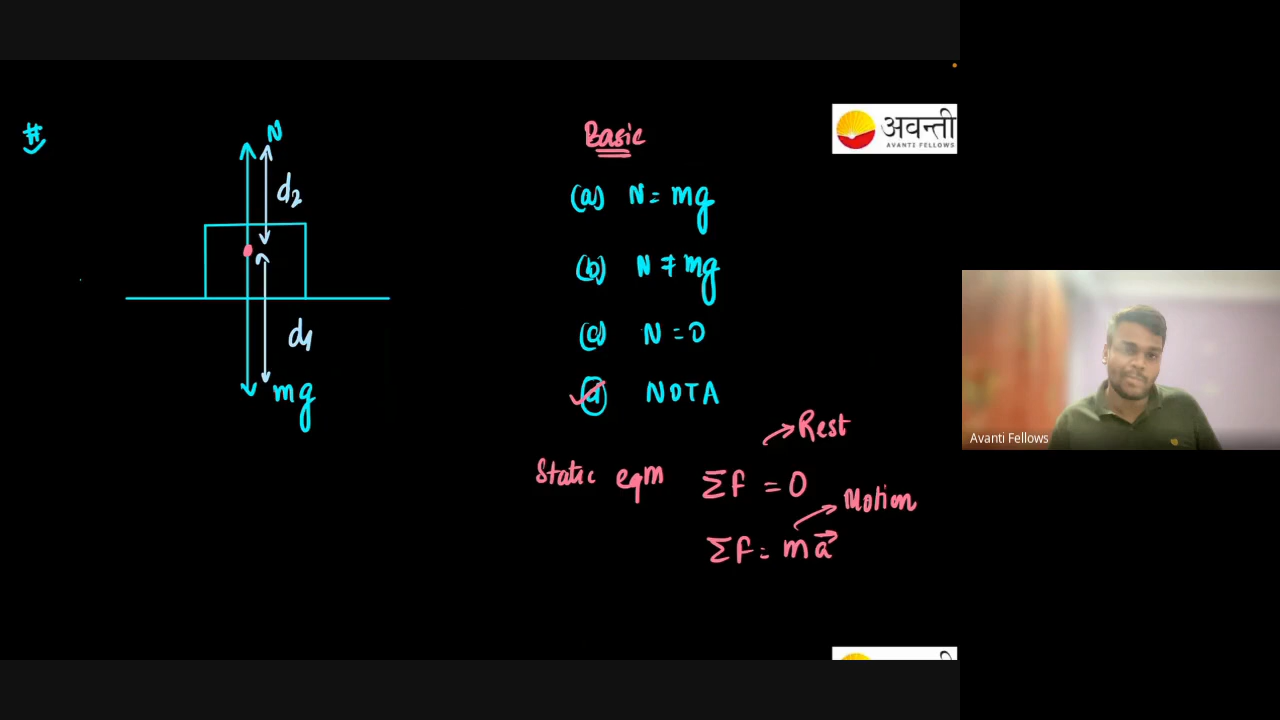 #
N
d2
d1
mg
Basic
(a) N = mg
(b) N ≠ mg
(c) N = 0
(d) NOTA
Rest
Static eqm Σf = 0
Motion
Σf = ma⃗
अवन्ती
AVANTI FELLOWS
Avanti Fellows